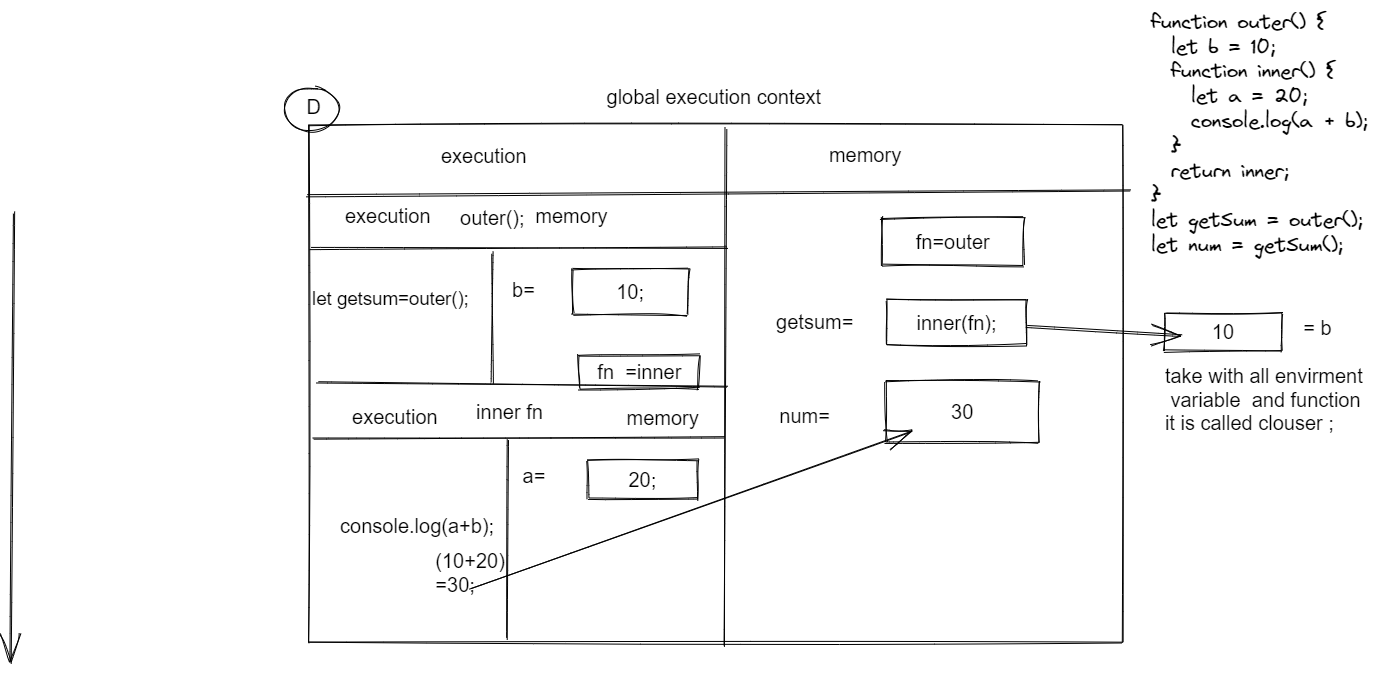 function outer() {
let b = 10;
function inner() {
let a = 20;
console.log(a + b);
}
return inner;
}
let getSum = outer();
let num = getSum();
D
global execution context
execution
memory
execution outer(); memory
let getsum=outer();
b=
10;
fn =inner
execution inner fn memory
a=
20;
console.log(a+b);
(10+20)
=30;
fn=outer
getsum=
inner(fn);
num=
30
10
= b
take with all envirment
variable and function
it is called clouser ;